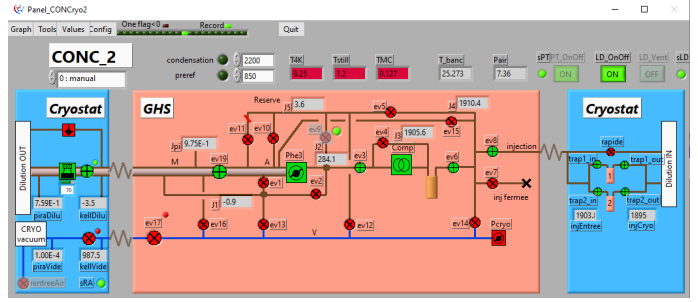 Panel_CONCryo2
Graph Tools Values Config One flag<0 Record Quit
CONC_2
0 : manual
condensation 2200
preref 850
T4K Tstill TMC T_banc Pair
8.25 1.2 0.127 25.273 7.36
sPT PT_OnOff LD_OnOff LD_Vent sLD
ON ON OFF
Cryostat GHS Cryostat
Dilution OUT
Reserve J5 3.6 J4 1910.4
ev5
ev11 ev10 ev9 ev4 J3 1905.6 ev15
Jpi 9.75E-1 J2 ev8 rapide
M A Phe3 284.1 ev3 Comp ev6 injection trap1_in trap1_out
ev19 ev1 ev2 ev7 1
70
7.59E-1 -3.5 J1 -0.9 inj fermee trap2_in 2 trap2_out
piraDilu kellDilu 1903. 1895
injEntree injCryo
Dilution IN
CRYO
vacuum
ev17 ev16 ev13 ev12 ev14 Pcryo
V
1.00E-4 987.5
piraVide kellVide
rentreeAir sRA